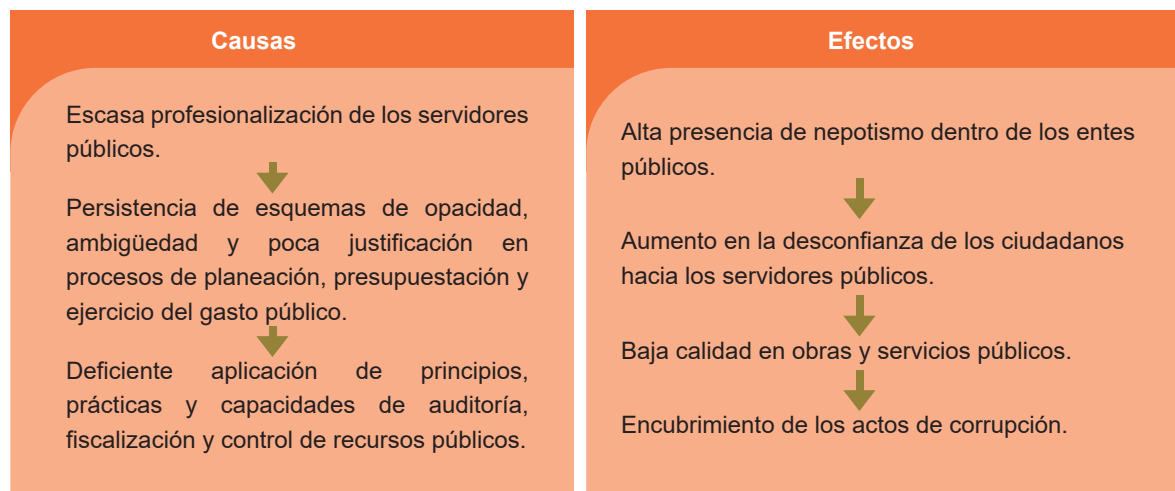 Causas
Escasa profesionalización de los servidores
públicos.
Persistencia de esquemas de opacidad,
ambigüedad y poca justificación en
procesos de planeación, presupuestación y
ejercicio del gasto público.
Deficiente aplicación de principios,
prácticas y capacidades de auditoría,
fiscalización y control de recursos públicos.
Efectos
Alta presencia de nepotismo dentro de los entes
públicos.
Aumento en la desconfianza de los ciudadanos
hacia los servidores públicos.
Baja calidad en obras y servicios públicos.
Encubrimiento de los actos de corrupción.